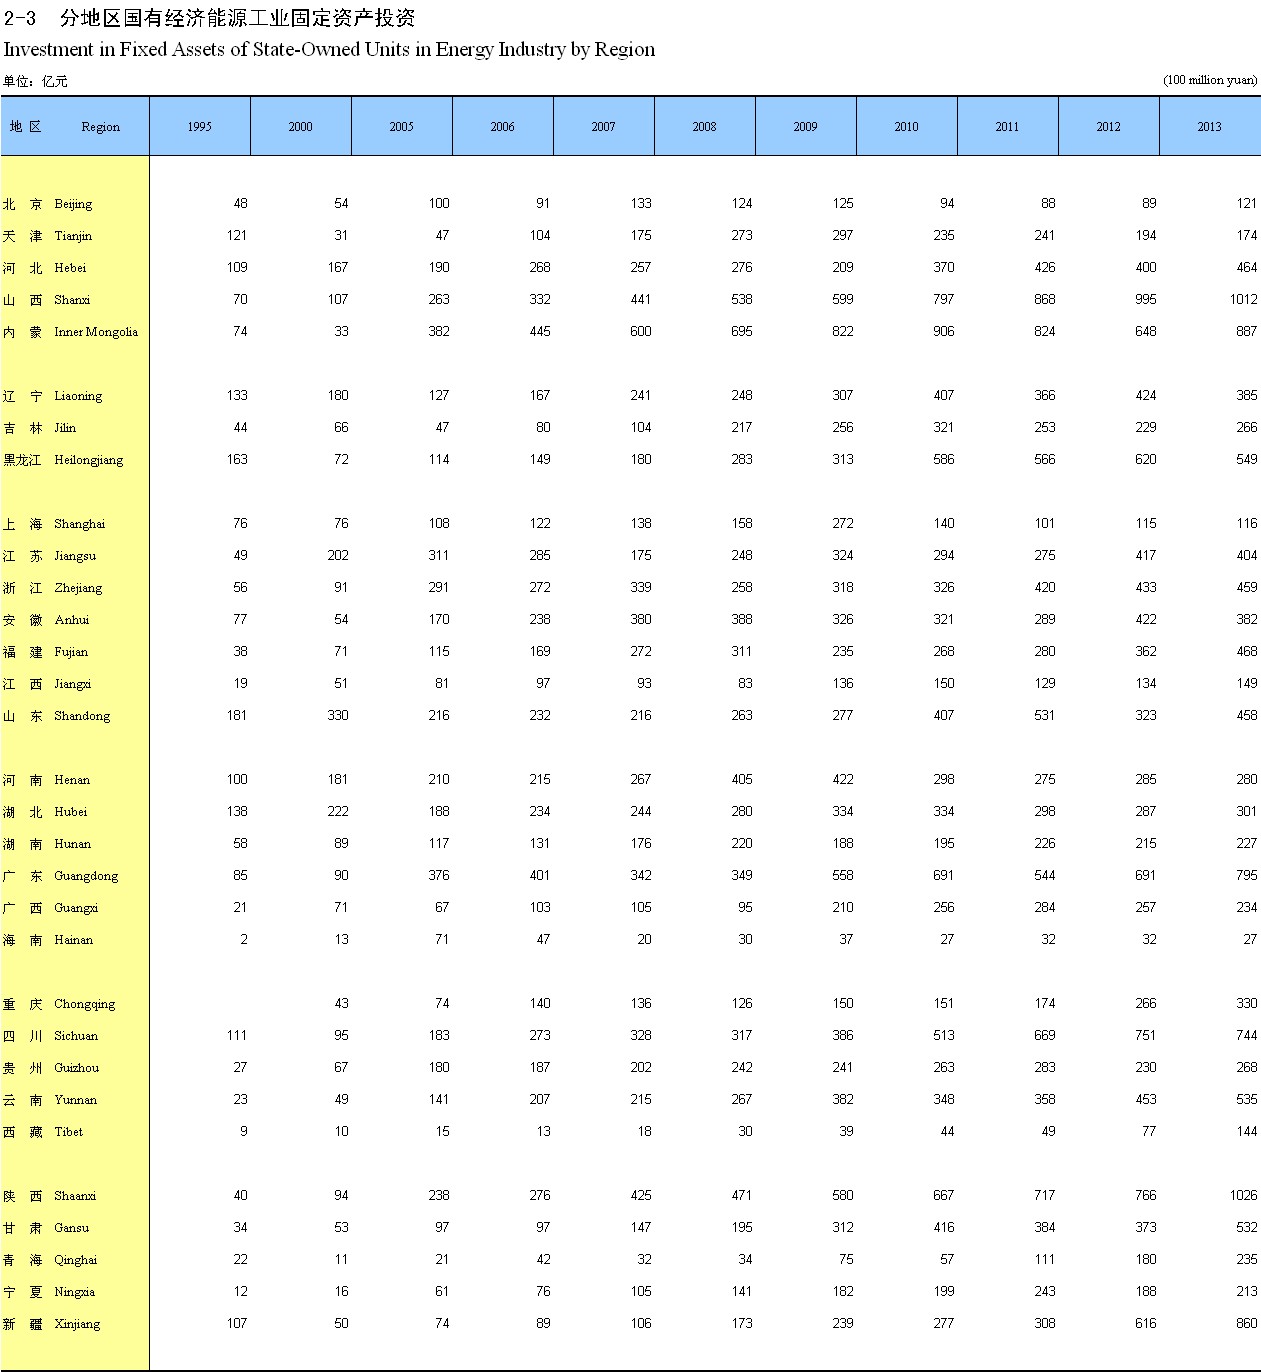 2-3 分地区国有经济能源工业固定资产投资
Investment in Fixed Assets of State-Owned Units in Energy Industry by Region
单位：亿元 (100 million yuan)
地 区 Region 1995 2000 2005 2006 2007 2008 2009 2010 2011 2012 2013
北 京 Beijing 48 54 100 91 133 124 125 94 88 89 121
天 津 Tianjin 121 31 47 104 175 273 297 235 241 194 174
河 北 Hebei 109 167 190 268 257 276 209 370 426 400 464
山 西 Shanxi 70 107 263 332 441 538 599 797 868 995 1012
内 蒙 Inner Mongolia 74 33 382 445 600 695 822 906 824 648 887
辽 宁 Liaoning 133 180 127 167 241 248 307 407 366 424 385
吉 林 Jilin 44 66 47 80 104 217 256 321 253 229 266
黑龙江 Heilongjiang 163 72 114 149 180 283 313 586 566 620 549
上 海 Shanghai 76 76 108 122 138 158 272 140 101 115 116
江 苏 Jiangsu 49 202 311 285 175 248 324 294 275 417 404
浙 江 Zhejiang 56 91 291 272 339 258 318 326 420 433 459
安 徽 Anhui 77 54 170 238 380 388 326 321 289 422 382
福 建 Fujian 38 71 115 169 272 311 235 268 280 362 468
江 西 Jiangxi 19 51 81 97 93 83 136 150 129 134 149
山 东 Shandong 181 330 216 232 216 263 277 407 531 323 458
河 南 Henan 100 181 210 215 267 405 422 298 275 285 280
湖 北 Hubei 138 222 188 234 244 280 334 334 298 287 301
湖 南 Hunan 58 89 117 131 176 220 188 195 226 215 227
广 东 Guangdong 85 90 376 401 342 349 558 691 544 691 795
广 西 Guangxi 21 71 67 103 105 95 210 256 284 257 234
海 南 Hainan 2 13 71 47 20 30 37 27 32 32 27
重 庆 Chongqing 43 74 140 136 126 150 151 174 266 330
四 川 Sichuan 111 95 183 273 328 317 386 513 669 751 744
贵 州 Guizhou 27 67 180 187 202 242 241 263 283 230 268
云 南 Yunnan 23 49 141 207 215 267 382 348 358 453 535
西 藏 Tibet 9 10 15 13 18 30 39 44 49 77 144
陕 西 Shaanxi 40 94 238 276 425 471 580 667 717 766 1026
甘 肃 Gansu 34 53 97 97 147 195 312 416 384 373 532
青 海 Qinghai 22 11 21 42 32 34 75 57 111 180 235
宁 夏 Ningxia 12 16 61 76 105 141 182 199 243 188 213
新 疆 Xinjiang 107 50 74 89 106 173 239 277 308 616 860